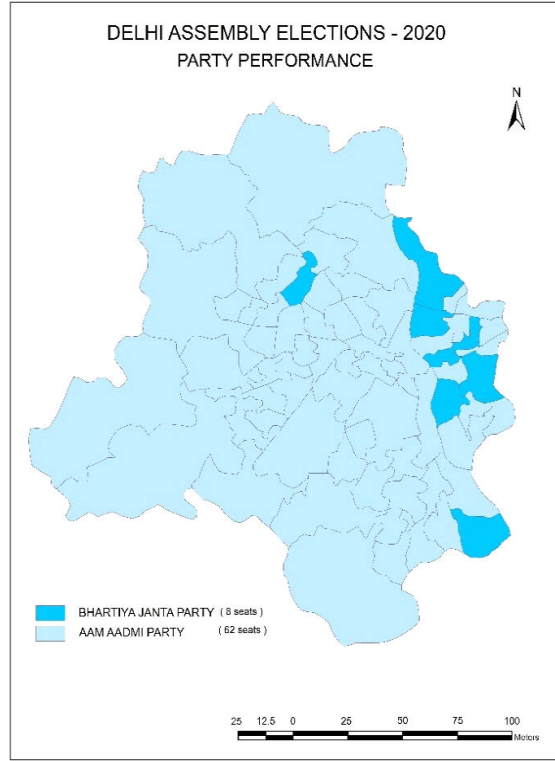 DELHI ASSEMBLY ELECTIONS - 2020
PARTY PERFORMANCE
N
BHARTIYA JANTA PARTY ( 8 seats )
AAM AADMI PARTY ( 62 seats )
25 12.5 0 25 50 75 100
Meters